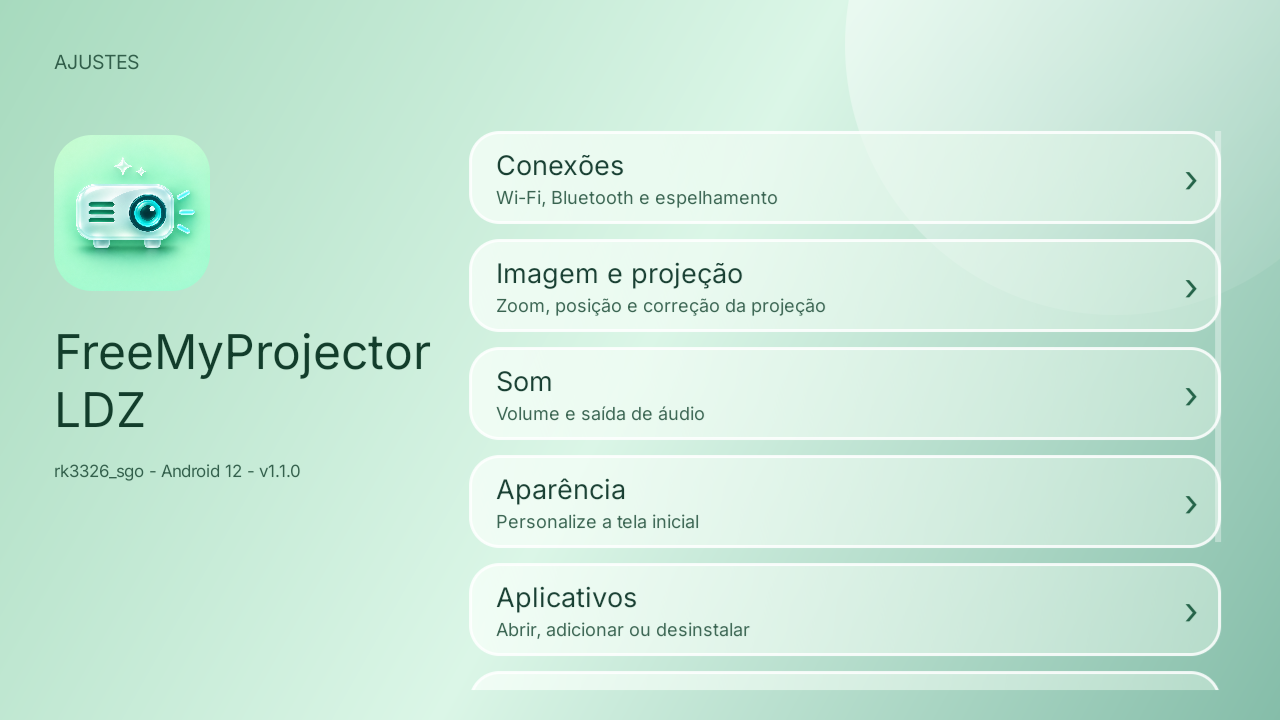 AJUSTES
FreeMyProjector
LDZ
rk3326_sgo - Android 12 - v1.1.0
Conexões
Wi-Fi, Bluetooth e espelhamento
Imagem e projeção
Zoom, posição e correção da projeção
Som
Volume e saída de áudio
Aparência
Personalize a tela inicial
Aplicativos
Abrir, adicionar ou desinstalar